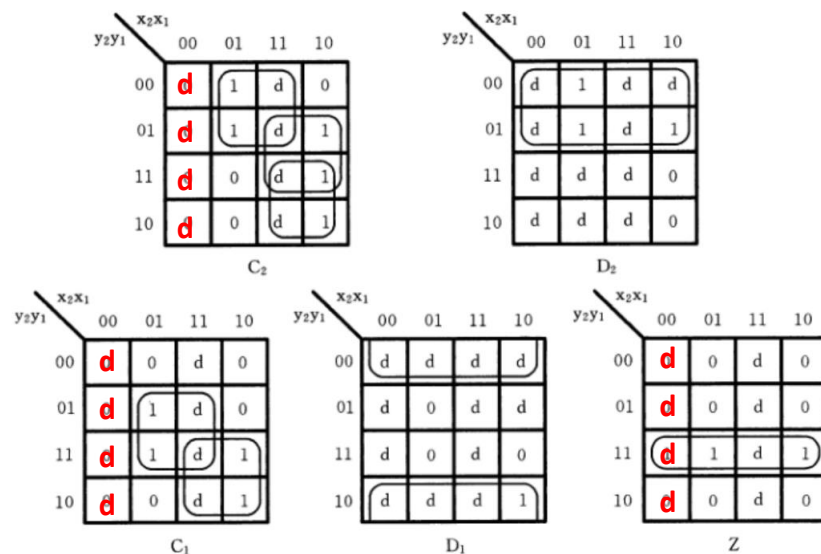 x₂x₁
y₂y₁ 00 01 11 10
00 d 1 d 0
01 d 1 d 1
11 d 0 d 1
10 d 0 d 1
C₂
x₂x₁
y₂y₁ 00 01 11 10
00 d 1 d d
01 d 1 d 1
11 d d d 0
10 d d d 0
D₂
x₂x₁
y₂y₁ 00 01 11 10
00 d 0 d 0
01 d 1 d 0
11 d 1 d 1
10 d 0 d 1
C₁
x₂x₁
y₂y₁ 00 01 11 10
00 d d d d
01 d 0 d d
11 d 0 d 0
10 d d d 1
D₁
x₂x₁
y₂y₁ 00 01 11 10
00 d 0 d 0
01 d 0 d 0
11 d 1 d 1
10 d 0 d 0
Z